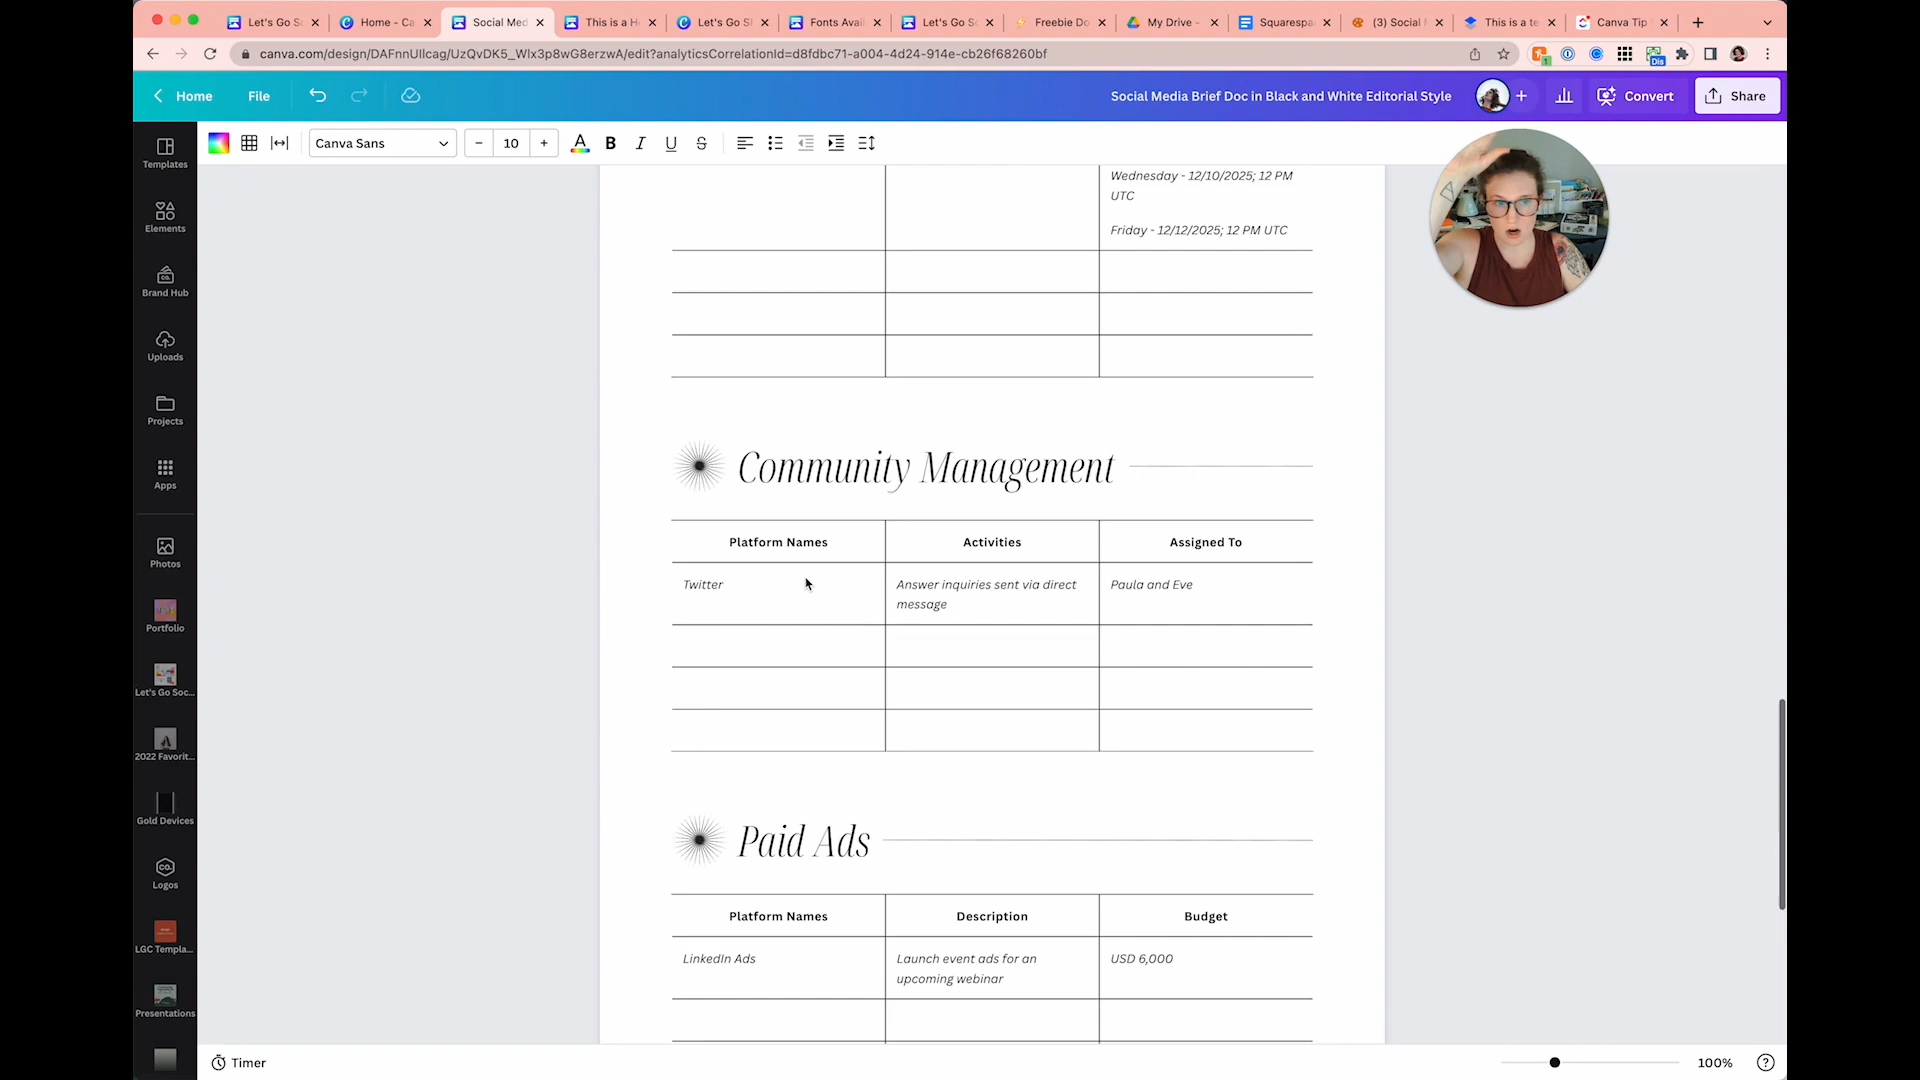 Let's Go Sc
Home - Ca
Social Med
This is a H
Let's Go S
Fonts Avai
Let's Go Sc
Freebie Do
My Drive -
Squarespa
(3) Social
This is a te
Canva Tip
canva.com/design/DAFnnUIlcag/UzQvDK5_Wlx3p8wG8erzwA/edit?analyticsCorrelationId=d8fdbc71-a004-4d24-914e-cb26f68260bf
1
Dis
Home
File
Social Media Brief Doc in Black and White Editorial Style
Convert
Share
Canva Sans
10
Templates
Elements
Brand Hub
Uploads
Projects
Apps
Photos
Portfolio
Let's Go Soc...
2022 Favorit...
Gold Devices
Logos
LGC Templa...
Presentations
Wednesday - 12/10/2025; 12 PM
UTC
Friday - 12/12/2025; 12 PM UTC
Community Management
Platform Names Activities Assigned To
Twitter Answer inquiries sent via direct Paula and Eve
message
Paid Ads
Platform Names Description Budget
LinkedIn Ads Launch event ads for an USD 6,000
upcoming webinar
Timer
100%